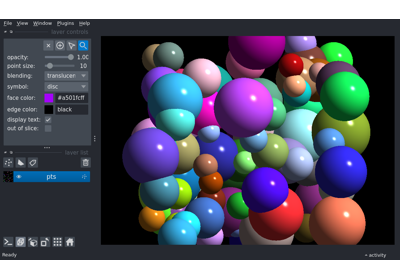 File View Window Plugins Help
layer controls
opacity: 1.00
point size: 10
blending: translucen
symbol: disc
face color: #a501fcff
edge color: black
display text:
out of slice:
layer list
pts
Ready
activity